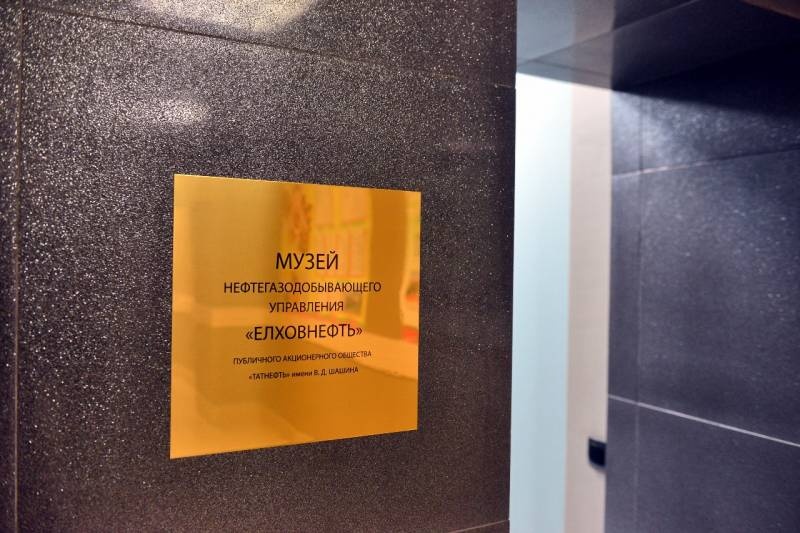 МУЗЕЙ
НЕФТЕГАЗОДОБЫВАЮЩЕГО
УПРАВЛЕНИЯ
«ЕЛХОВНЕФТЬ»
ПУБЛИЧНОГО АКЦИОНЕРНОГО ОБЩЕСТВА
«ТАТНЕФТЬ» имени В. Д. ШАШИНА